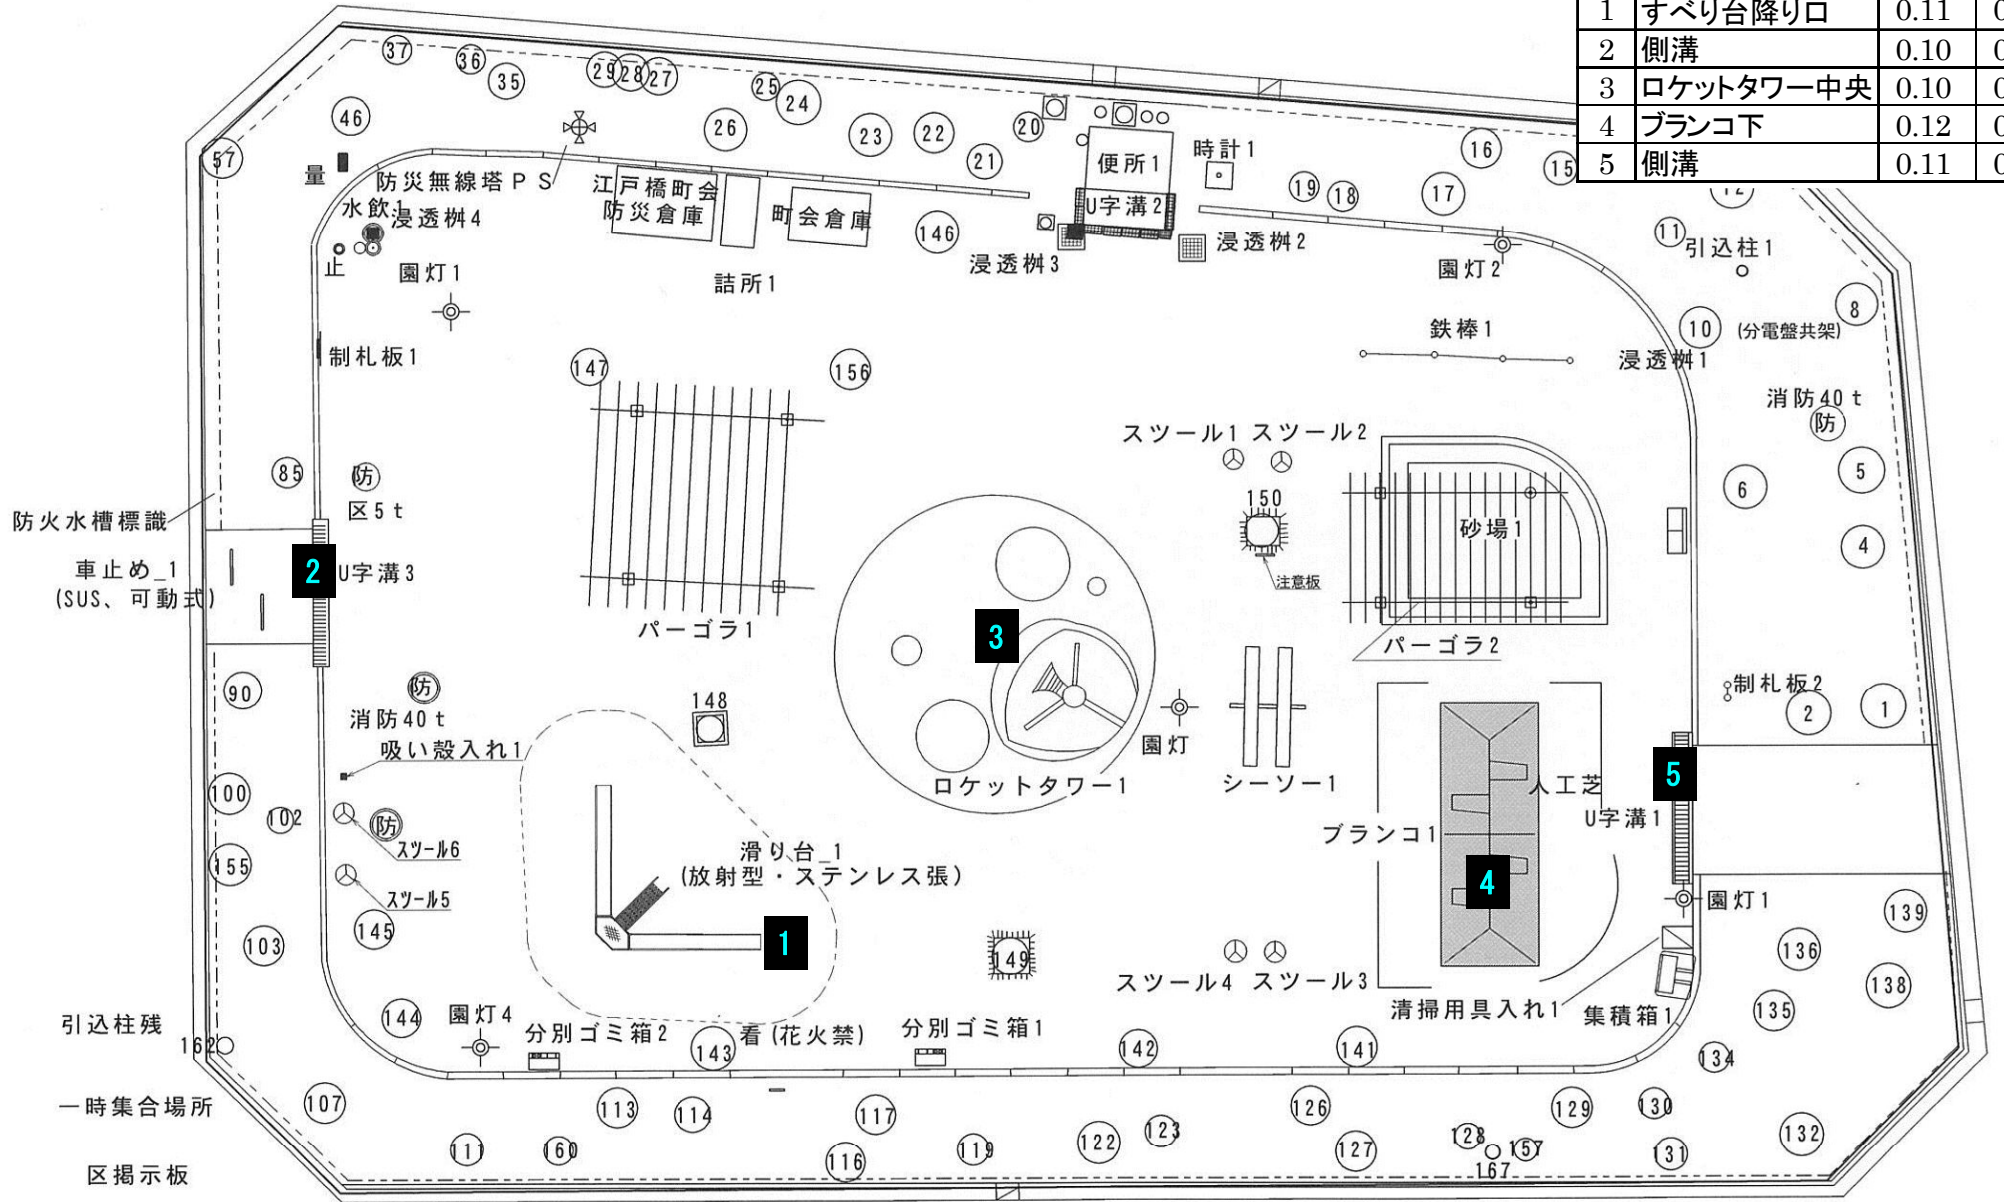 1 すべり台降り口 0.11 0
2 側溝 0.10 0
3 ロケットタワー中央 0.10 0
4 ブランコ下 0.12 0
5 側溝 0.11 0
37
36
35
29
28
27
25
24
26
23
22
21
20
46
57
量
防災無線塔PS
水飲1
浸透桝4
止
園灯1
江戸橋町会
防災倉庫
町会倉庫
詰所1
146
便所1
U字溝2
時計1
浸透桝3
浸透桝2
19
18
17
16
15
12
11
引込柱1
園灯2
鉄棒1
10
(分電盤共架)
8
浸透桝1
消防40t
防
5
6
4
制札板1
147
156
スツール1 スツール2
150
注意板
砂場1
パーゴラ2
85
防
区5t
防火水槽標識
車止め_1
(SUS、可動式)
2
U字溝3
パーゴラ1
3
ロケットタワー1
園灯
シーソー1
制札板2
2
1
90
防
消防40t
148
吸い殻入れ1
100
102
155
防
スツール6
スツール5
103
145
滑り台_1
(放射型・ステンレス張)
1
149
ブランコ1
人工芝
4
5
U字溝1
園灯1
139
136
138
135
134
スツール4 スツール3
清掃用具入れ1
集積箱1
引込柱残
162
144
園灯4
分別ゴミ箱2
143
看(花火禁)
分別ゴミ箱1
142
141
一時集合場所
107
113
114
117
126
129
130
132
区掲示板
111
160
116
119
122
123
127
128
167
157
131